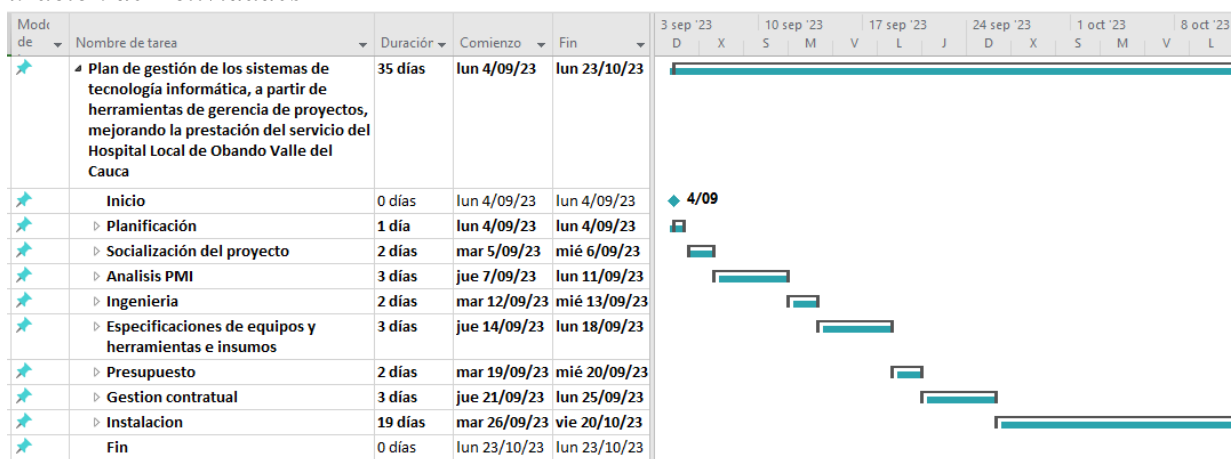 Modo de
Nombre de tarea Duración Comienzo Fin
3 sep '23 10 sep '23 17 sep '23 24 sep '23 1 oct '23 8 oct '23
D X S M V L J D X S M V L
Plan de gestión de los sistemas de 35 días lun 4/09/23 lun 23/10/23
tecnología informática, a partir de
herramientas de gerencia de proyectos,
mejorando la prestación del servicio del
Hospital Local de Obando Valle del
Cauca
Inicio 0 días lun 4/09/23 lun 4/09/23 4/09
Planificación 1 día lun 4/09/23 lun 4/09/23
Socialización del proyecto 2 días mar 5/09/23 mié 6/09/23
Analisis PMI 3 días jue 7/09/23 lun 11/09/23
Ingenieria 2 días mar 12/09/23 mié 13/09/23
Especificaciones de equipos y 3 días jue 14/09/23 lun 18/09/23
herramientas e insumos
Presupuesto 2 días mar 19/09/23 mié 20/09/23
Gestion contratual 3 días jue 21/09/23 lun 25/09/23
Instalacion 19 días mar 26/09/23 vie 20/10/23
Fin 0 días lun 23/10/23 lun 23/10/23